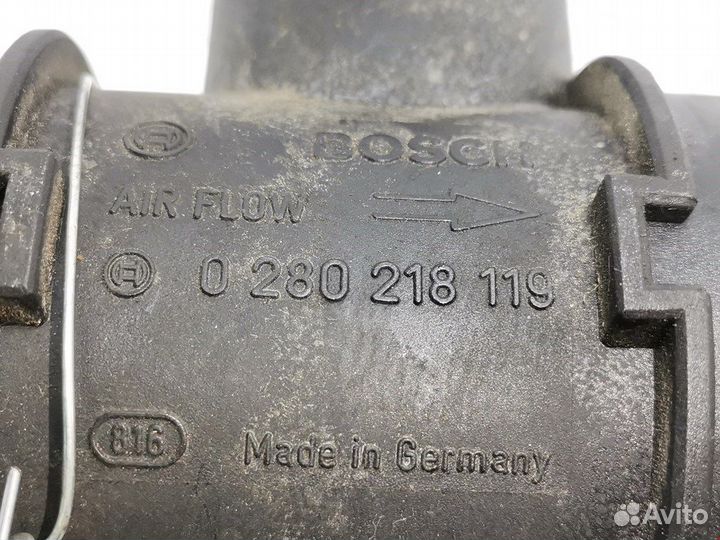 BOSCH
AIR FLOW
0 280 218 119
816
Made in Germany
Avito